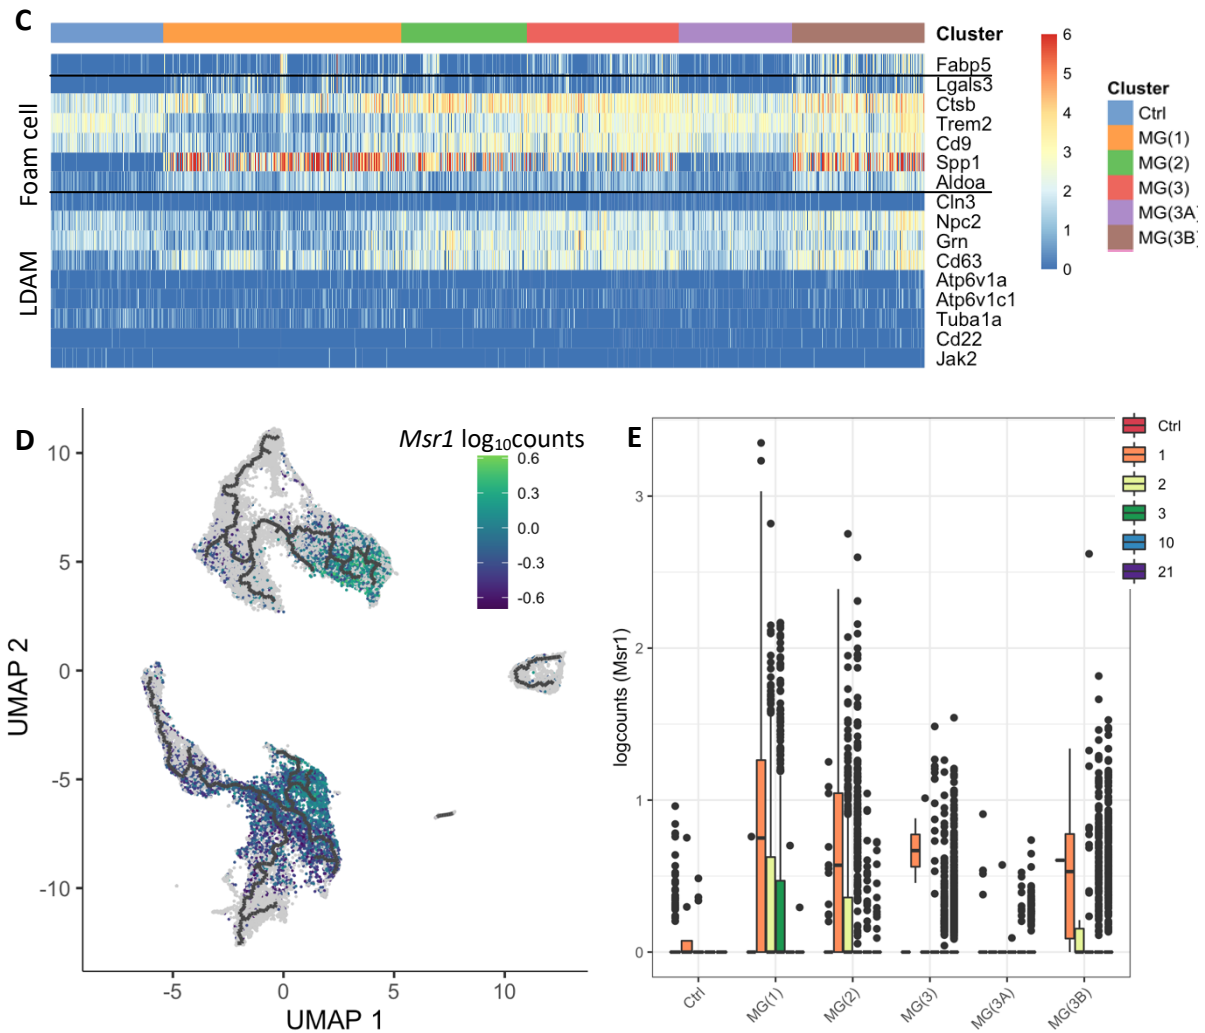 C
Cluster
Fabp5
Lgals3
Ctsb
Trem2
Cd9
Spp1
Aldoa
Cln3
Npc2
Grn
Cd63
Atp6v1a
Atp6v1c1
Tuba1a
Cd22
Jak2
Foam cell
LDAM
6
5
4
3
2
1
0
Cluster
Ctrl
MG(1)
MG(2)
MG(3)
MG(3A)
MG(3B)
D
Msr1 log10counts
0.6
0.3
0.0
-0.3
-0.6
10
5
0
-5
-10
UMAP 2
-5
0
5
10
UMAP 1
E
Ctrl
1
2
3
10
21
3
2
1
0
logcounts (Msr1)
Ctrl
MG(1)
MG(2)
MG(3)
MG(3A)
MG(3B)